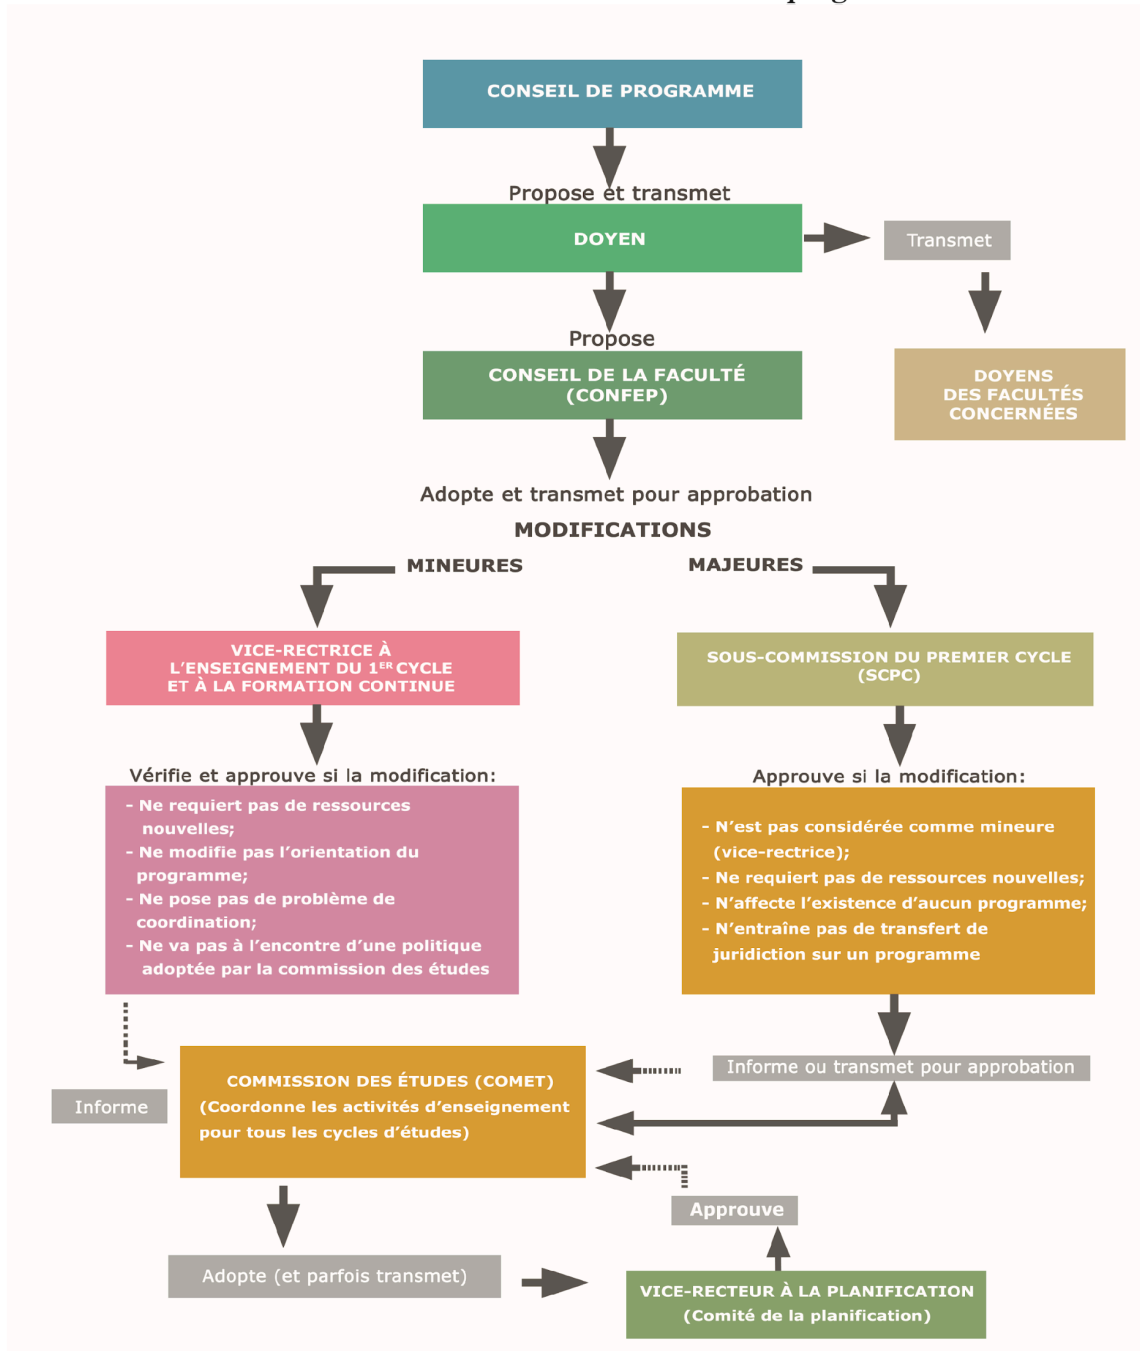 CONSEIL DE PROGRAMME
Propose et transmet
DOYEN
Transmet
Propose
CONSEIL DE LA FACULTÉ
(CONFEP)
DOYENS
DES FACULTÉS
CONCERNÉES
Adopte et transmet pour approbation
MODIFICATIONS
MINEURES
MAJEURES
VICE-RECTRICE À
L’ENSEIGNEMENT DU 1ER CYCLE
ET À LA FORMATION CONTINUE
SOUS-COMMISSION DU PREMIER CYCLE
(SCPC)
Vérifie et approuve si la modification:
- Ne requiert pas de ressources
nouvelles;
- Ne modifie pas l’orientation du
programme;
- Ne pose pas de problème de
coordination;
- Ne va pas à l’encontre d’une politique
adoptée par la commission des études
Approuve si la modification:
- N’est pas considérée comme mineure
(vice-rectrice);
- Ne requiert pas de ressources nouvelles;
- N’affecte l’existence d’aucun programme;
- N’entraîne pas de transfert de
juridiction sur un programme
Informe ou transmet pour approbation
Informe
COMMISSION DES ÉTUDES (COMET)
(Coordonne les activités d’enseignement
pour tous les cycles d’études)
Approuve
Adopte (et parfois transmet)
VICE-RECTEUR À LA PLANIFICATION
(Comité de la planification)